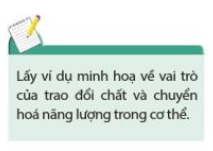 Lấy ví dụ minh hoạ về vai trò
của trao đổi chất và chuyển
hoá năng lượng trong cơ thể.